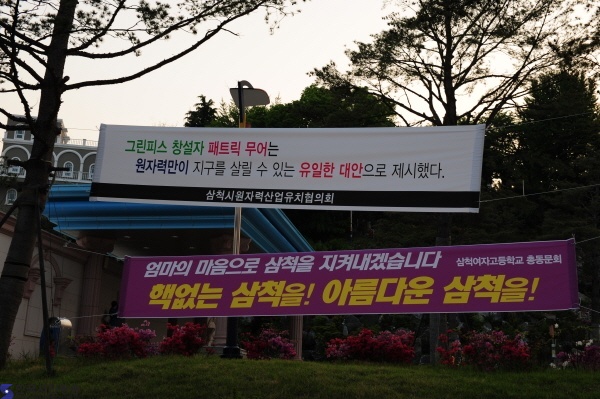 그린피스 창설자 패트릭 무어는
원자력만이 지구를 살릴 수 있는 유일한 대안으로 제시했다.
삼척시원자력산업유치협의회
엄마의 마음으로 삼척을 지켜내겠습니다 삼척여자고등학교 총동문회
핵없는 삼척을! 아름다운 삼척을!